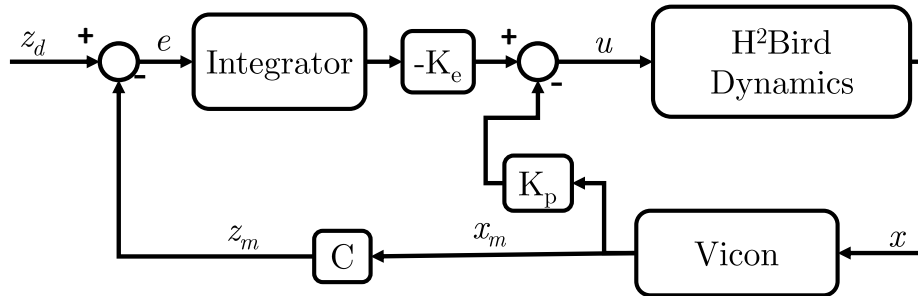 z_d
+
-
e
Integrator
-K_e
+
-
u
H²Bird
Dynamics
K_p
z_m
C
x_m
Vicon
x